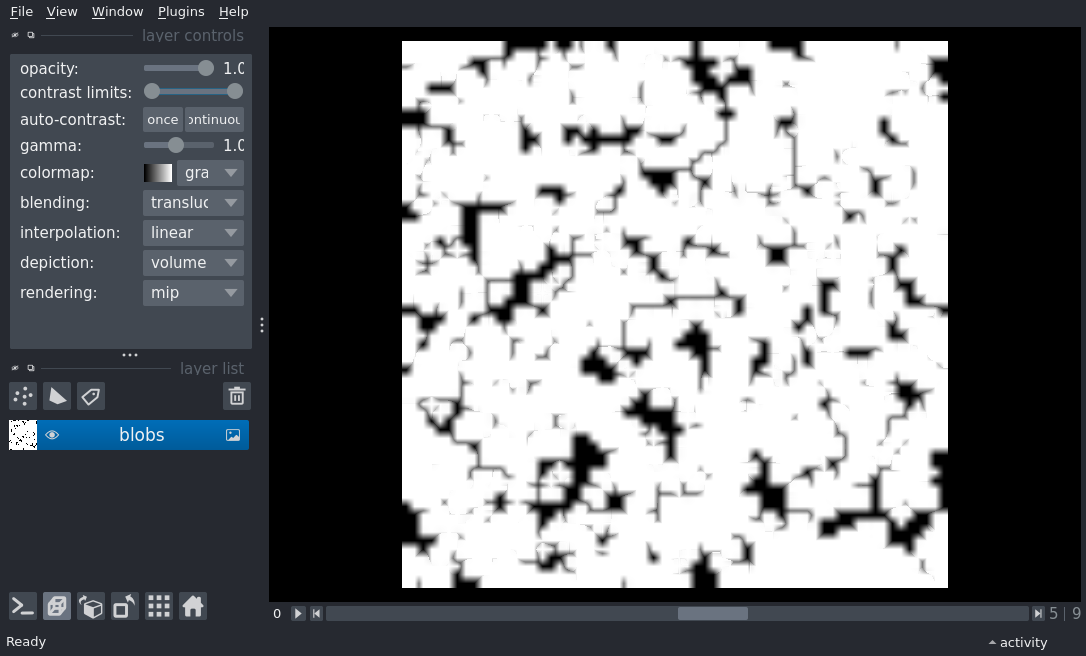 File View Window Plugins Help
layer controls
opacity: 1.0
contrast limits:
auto-contrast: once ontinuou
gamma: 1.0
colormap: gra
blending: transluc
interpolation: linear
depiction: volume
rendering: mip
layer list
blobs
0 5 | 9
Ready activity